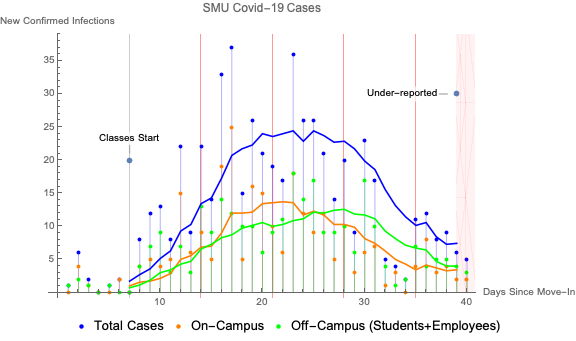 SMU Covid-19 Cases
New Confirmed Infections
35
30
25
20
15
10
5
Under-reported
Classes Start
10
20
30
40
Days Since Move-In
Total Cases
On-Campus
Off-Campus (Students+Employees)